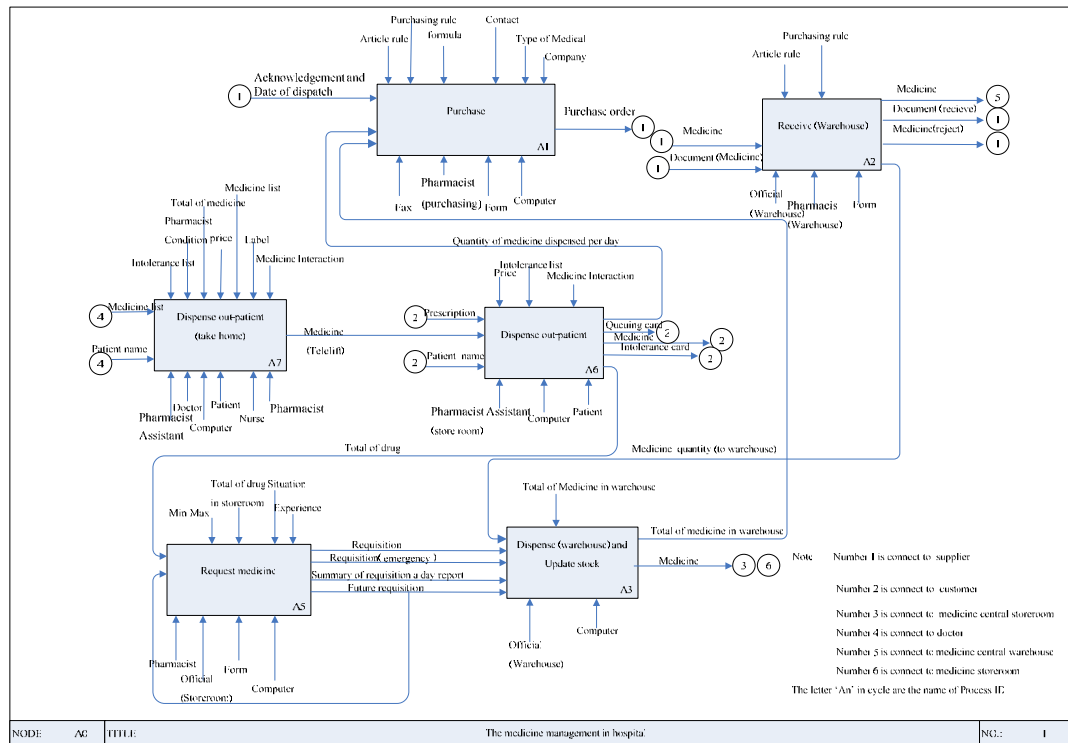 Purchasing rule
Contact
Article rule
formula
Type of Medical
Company
Purchasing rule
Article rule
Acknowledgement and
Date of dispatch
1
Purchase
A1
Purchase order
1
1
Medicine
1
Document (Medicine)
Receive (Warehouse)
A2
Medicine
5
Document (recieve)
1
Medicine(reject)
1
Fax
Pharmacist
(purchasing)
Form
Computer
Official
(Warehouse)
Pharmacis
(Warehouse)
Form
Quantity of medicine dispensed per day
Medicine list
Total of medicine
Pharmacist
Condition
price
Label
Intolerance list
Medicine Interaction
4
Medicine list
4
Patient name
Dispense out-patient
(take home)
A7
Medicine
(Telelift)
Pharmacist
Assistant
Doctor
Computer
Patient
Nurse
Pharmacist
Intolerance list
Price
Medicine Interaction
2
Prescription
2
Patient name
Dispense out-patient
A6
Queuing card
2
Medicine
2
Intolerance card
2
Pharmacist Assistant
(store room)
Computer
Patient
Total of drug
Medicine quantity (to warehouse)
Total of drug Situation
in storeroom
Min Max
Experience
Request medicine
A5
Requisition
Requisition( emergency )
Summary of requisition a day report
Future requisition
Pharmacist
Official
(Storeroom)
Form
Computer
Total of Medicine in warehouse
Dispense (warehouse) and
Update stock
A3
Total of medicine in warehouse
Medicine
3
6
Official
(Warehouse)
Computer
Note
Number 1 is connect to supplier
Number 2 is connect to customer
Number 3 is connect to medicine central storeroom
Number 4 is connect to doctor
Number 5 is connect to medicine central warehouse
Number 6 is connect to medicine storeroom
The letter 'An' in cycle are the name of Process ID
NODE: A0
TITLE:
The medicine management in hospital
NO.: 1